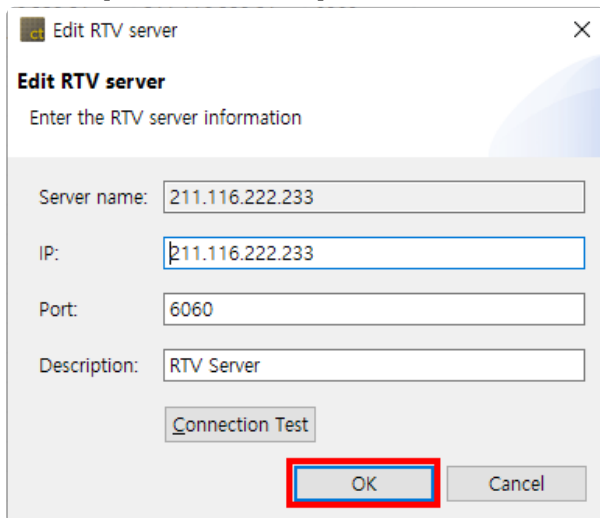 ct Edit RTV server
Edit RTV server
Enter the RTV server information
Server name: 211.116.222.233
IP: 211.116.222.233
Port: 6060
Description: RTV Server
Connection Test
OK Cancel